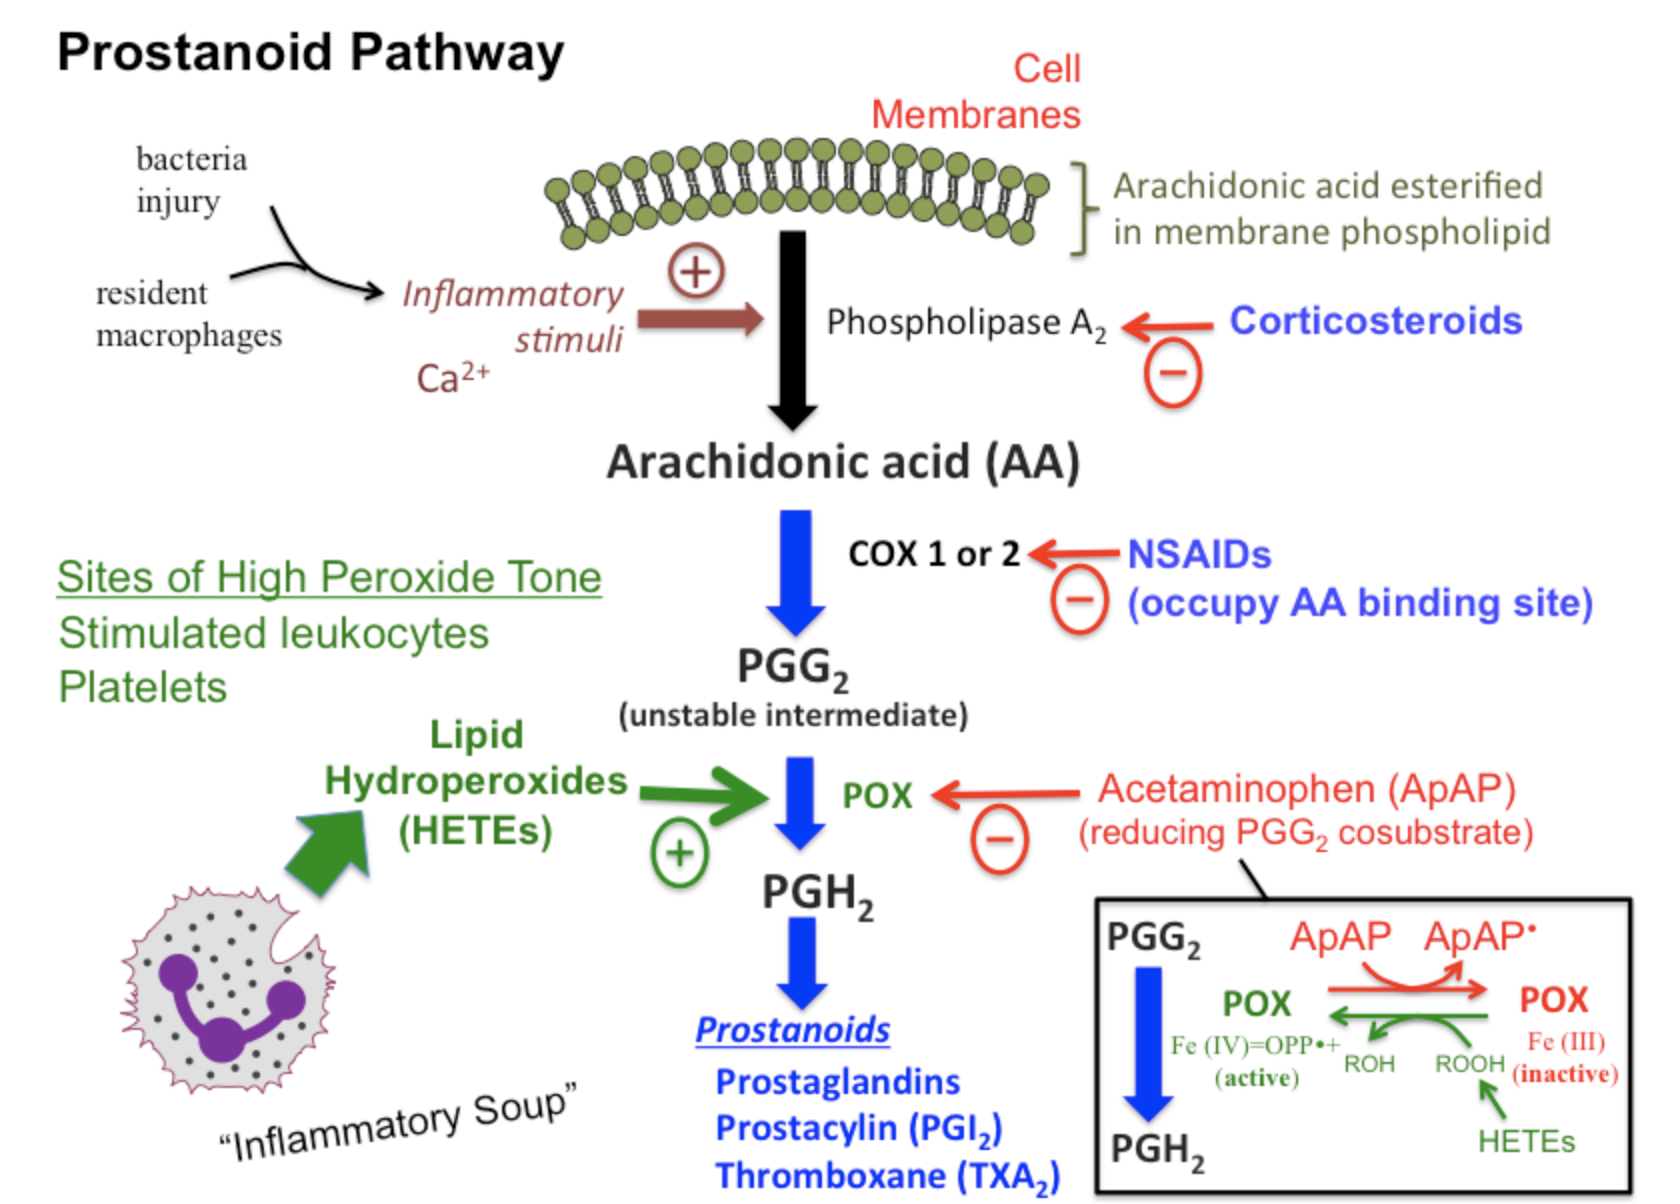 Prostanoid Pathway
Cell
Membranes
bacteria
injury
resident
macrophages
Arachidonic acid esterified
in membrane phospholipid
+
Inflammatory
stimuli
Ca²⁺
Phospholipase A₂
Corticosteroids
−
Arachidonic acid (AA)
COX 1 or 2
NSAIDs
(occupy AA binding site)
−
Sites of High Peroxide Tone
Stimulated leukocytes
Platelets
PGG₂
(unstable intermediate)
Lipid
Hydroperoxides
(HETEs)
+
POX
Acetaminophen (ApAP)
(reducing PGG₂ cosubstrate)
−
PGH₂
Prostanoids
Prostaglandins
Prostacylin (PGI₂)
Thromboxane (TXA₂)
“Inflammatory Soup”
PGG₂
ApAP ApAP•
POX
Fe (IV)=OPP•+
(active)
POX
Fe (III)
(inactive)
ROH ROOH
HETEs
PGH₂